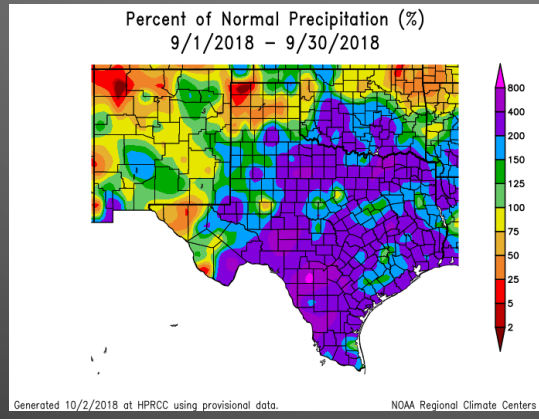 Percent of Normal Precipitation (%)
9/1/2018 – 9/30/2018
800
400
200
150
125
100
75
50
25
5
2
Generated 10/2/2018 at HPRCC using provisional data.
NOAA Regional Climate Centers